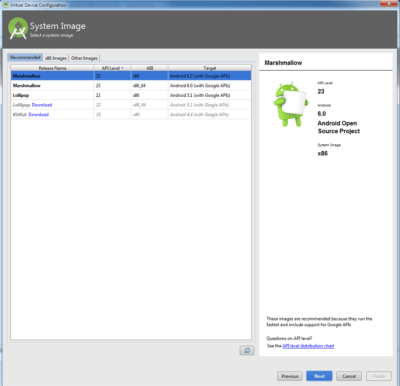 Virtual Device Configuration
System Image
Select a system image
Recommended x86 Images Other Images
Release Name API Level ABI Target
Marshmallow 23 x86 Android 6.0 (with Google APIs)
Marshmallow 23 x86_64 Android 6.0 (with Google APIs)
Lollipop 22 x86 Android 5.1 (with Google APIs)
Lollipop Download 22 x86_64 Android 5.1 (with Google APIs)
KitKat Download 19 x86 Android 4.4 (with Google APIs)
Marshmallow
API Level
23
Android
6.0
Android Open
Source Project
System Image
x86
These images are recommended because they run the
fastest and include support for Google APIs
Questions on API level?
See the API level distribution chart
Previous Next Cancel Finish